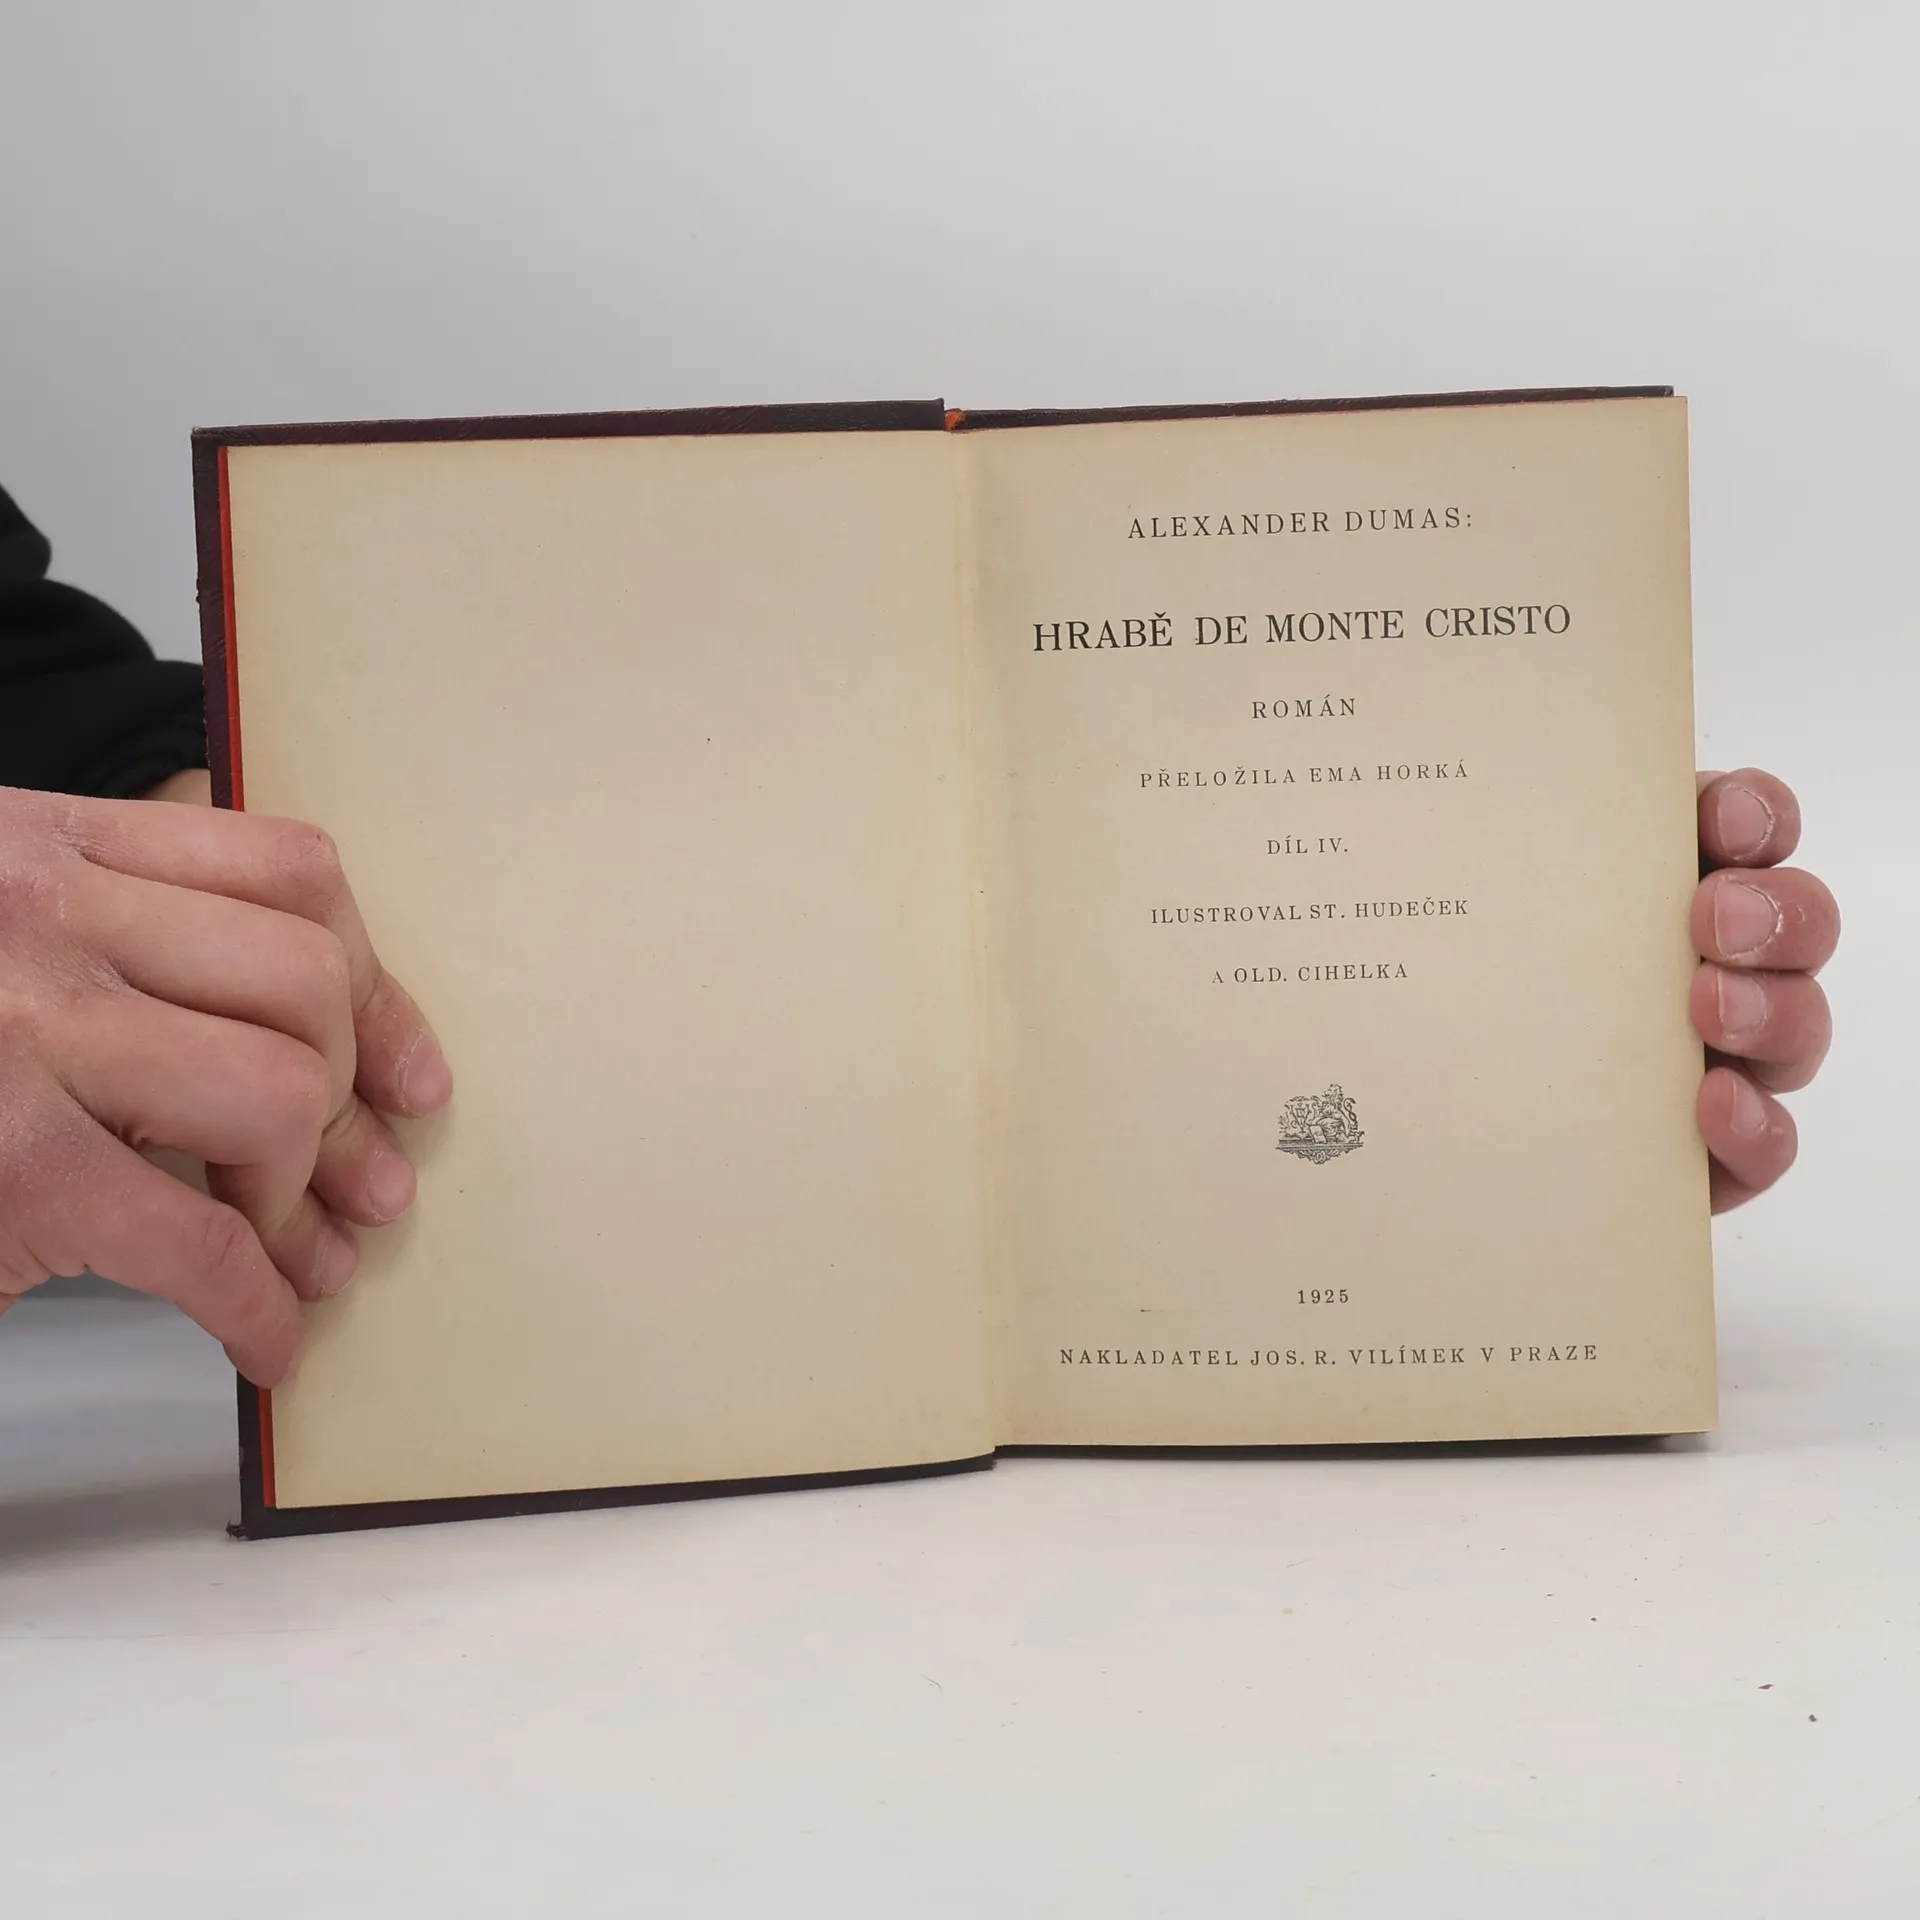 ALEXANDER DUMAS:
HRABĚ DE MONTE CRISTO
ROMÁN
PŘELOŽILA EMA HORKÁ
DÍL IV.
ILUSTROVAL ST. HUDEČEK
A OLD. CIHELKA
1925
NAKLADATEL JOS. R. VILÍMEK V PRAZE